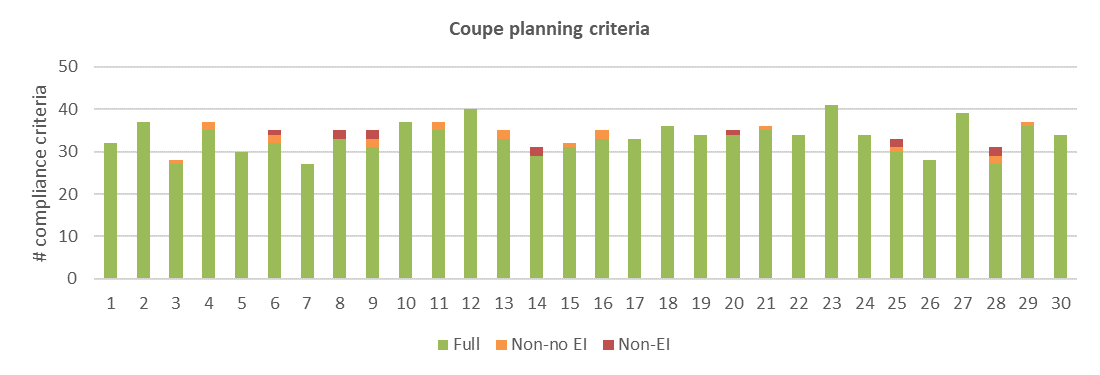 Coupe planning criteria
# compliance criteria
50
40
30
20
10
0
1 2 3 4 5 6 7 8 9 10 11 12 13 14 15 16 17 18 19 20 21 22 23 24 25 26 27 28 29 30
Full Non-no EI Non-EI